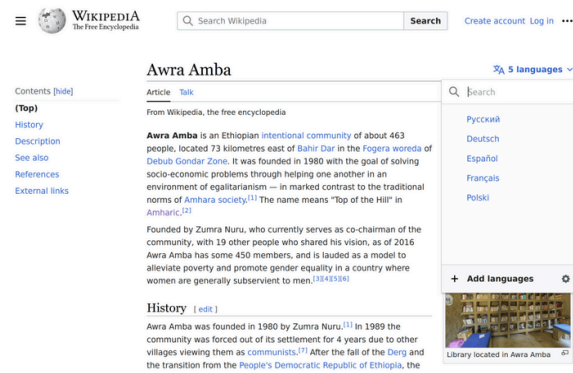 WIKIPEDIA
The Free Encyclopedia
Search Wikipedia
Search
Create account Log in
Awra Amba
5 languages
Contents [hide]
(Top)
History
Description
See also
References
External links
Article Talk
From Wikipedia, the free encyclopedia
Awra Amba is an Ethiopian intentional community of about 463
people, located 73 kilometres east of Bahir Dar in the Fogera woreda of
Debub Gondar Zone. It was founded in 1980 with the goal of solving
socio-economic problems through helping one another in an
environment of egalitarianism — in marked contrast to the traditional
norms of Amhara society.[1] The name means "Top of the Hill" in
Amharic.[2]
Founded by Zumra Nuru, who currently serves as co-chairman of the
community, with 19 other people who shared his vision, as of 2016
Awra Amba has some 450 members, and is lauded as a model to
alleviate poverty and promote gender equality in a country where
women are generally subservient to men.[3][4][5][6]
History [ edit ]
Awra Amba was founded in 1980 by Zumra Nuru.[1] In 1989 the
community was forced out of its settlement for 4 years due to other
villages viewing them as communists.[7] After the fall of the Derg and
the transition from the People's Democratic Republic of Ethiopia, the
Search
Русский
Deutsch
Español
Français
Polski
+ Add languages
Library located in Awra Amba